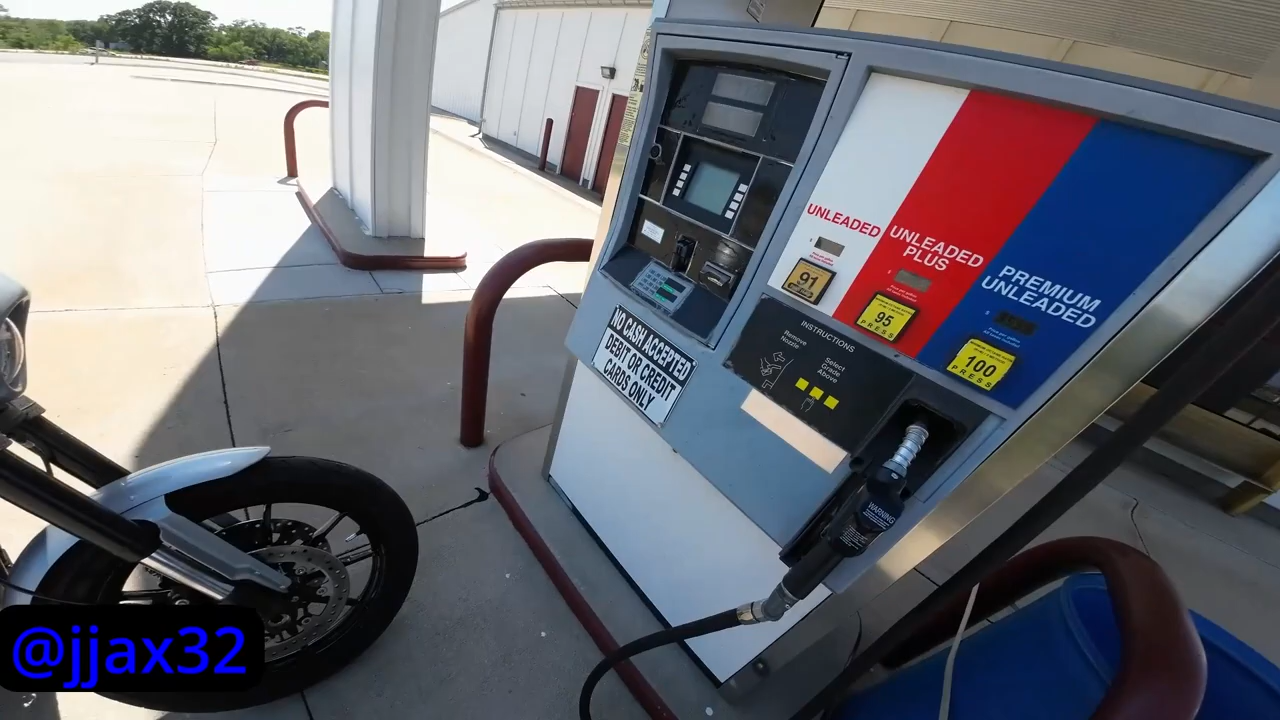 UNLEADED
91
UNLEADED
PLUS
95
PRESS
PREMIUM
UNLEADED
100
PRESS
NO CASH ACCEPTED
DEBIT OR CREDIT
CARDS ONLY
INSTRUCTIONS
Remove
Nozzle
Select
Grade
Above
WARNING
@jjax32